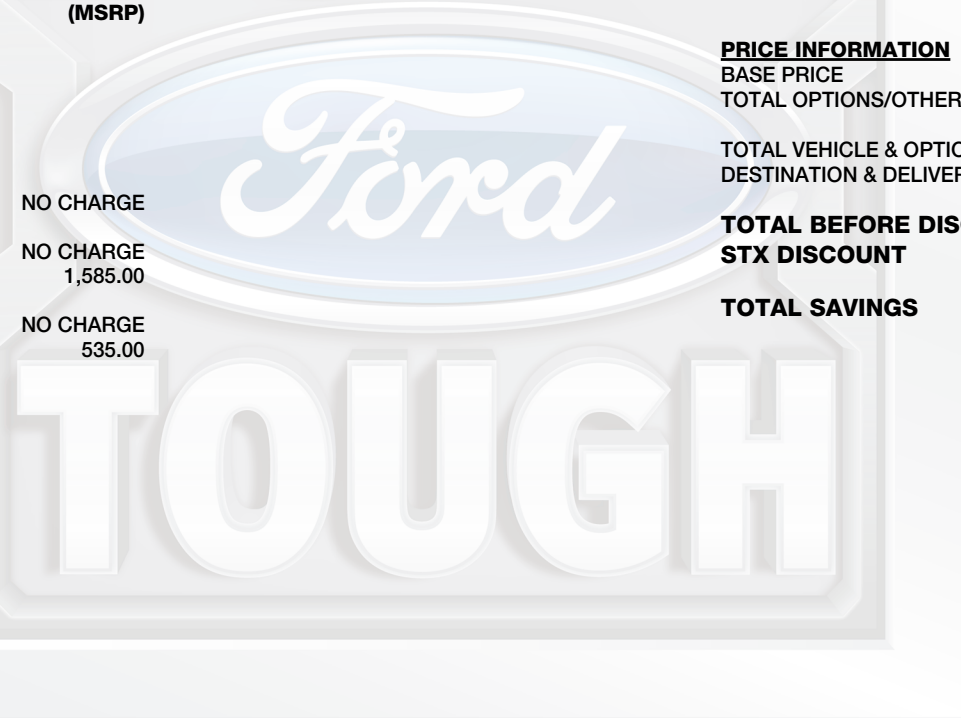 (MSRP)
NO CHARGE
NO CHARGE
1,585.00
NO CHARGE
535.00
PRICE INFORMATION
BASE PRICE
TOTAL OPTIONS/OTHER
TOTAL VEHICLE & OPTIO
DESTINATION & DELIVER
TOTAL BEFORE DIS
STX DISCOUNT
TOTAL SAVINGS
Ford
TOUGH